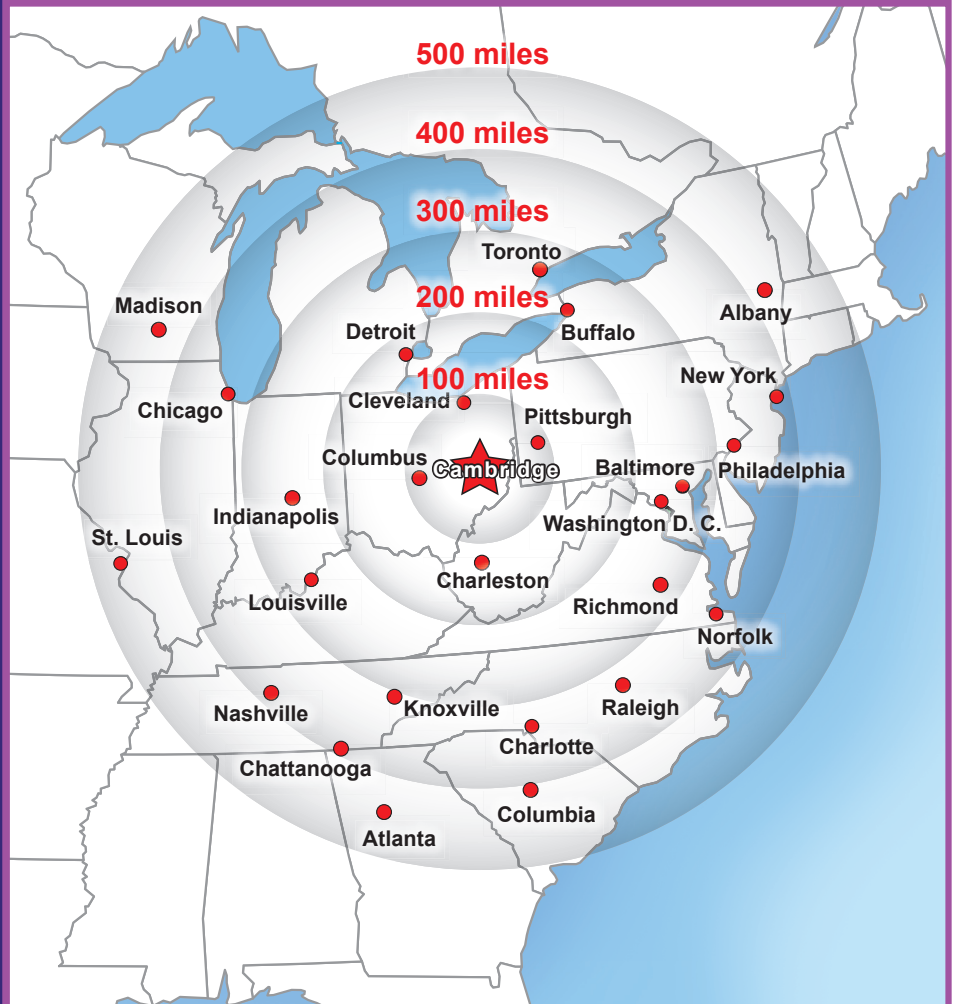 500 miles
400 miles
300 miles
Toronto
200 miles
Madison
Albany
Detroit
Buffalo
100 miles
New York
Cleveland
Chicago
Pittsburgh
Columbus
Cambridge
Baltimore
Philadelphia
Indianapolis
Washington D. C.
St. Louis
Charleston
Louisville
Richmond
Norfolk
Nashville
Knoxville
Raleigh
Charlotte
Chattanooga
Columbia
Atlanta